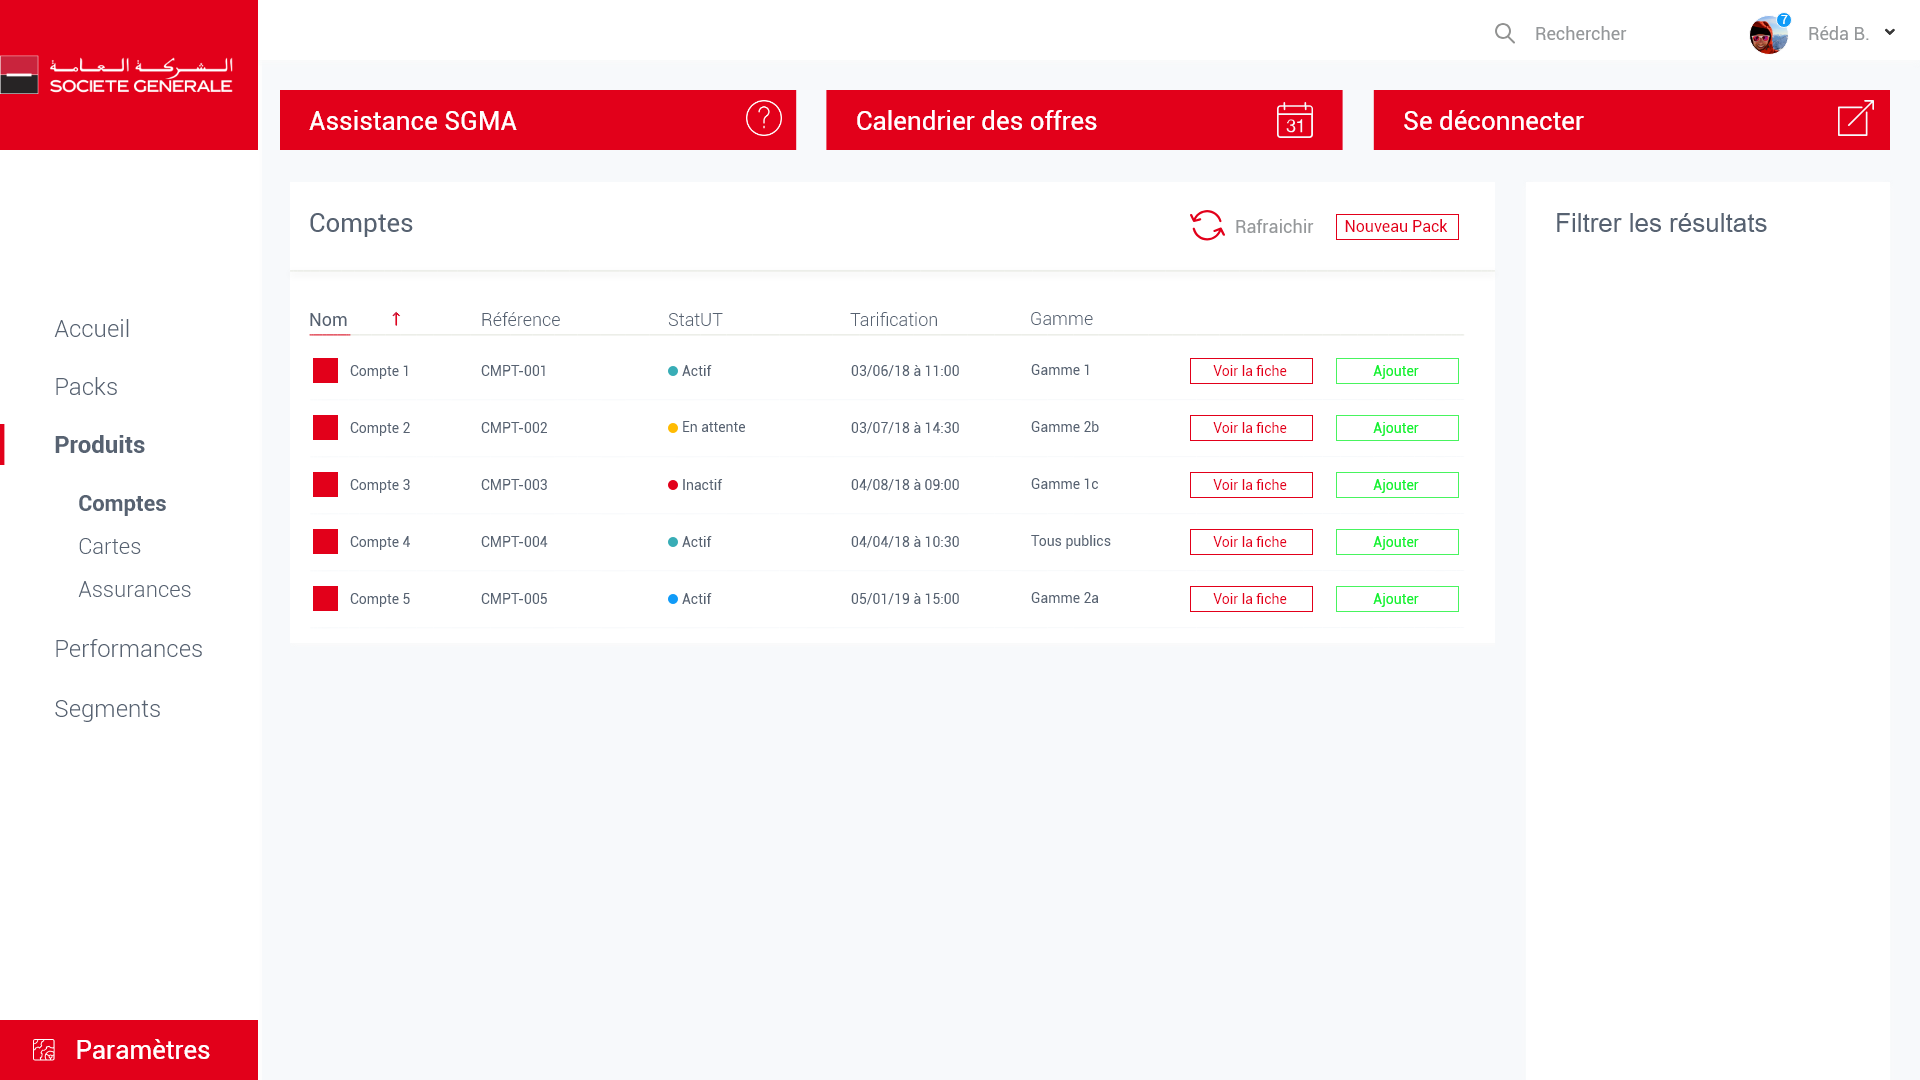 الـشـركـة الـعـامـة
SOCIETE GENERALE
Rechercher
7
Réda B.
Assistance SGMA
?
Calendrier des offres
31
Se déconnecter
Accueil
Packs
Produits
Comptes
Cartes
Assurances
Performances
Segments
Paramètres
Comptes
Rafraichir
Nouveau Pack
Nom Référence StatUT Tarification Gamme
Compte 1 CMPT-001 Actif 03/06/18 à 11:00 Gamme 1 Voir la fiche Ajouter
Compte 2 CMPT-002 En attente 03/07/18 à 14:30 Gamme 2b Voir la fiche Ajouter
Compte 3 CMPT-003 Inactif 04/08/18 à 09:00 Gamme 1c Voir la fiche Ajouter
Compte 4 CMPT-004 Actif 04/04/18 à 10:30 Tous publics Voir la fiche Ajouter
Compte 5 CMPT-005 Actif 05/01/19 à 15:00 Gamme 2a Voir la fiche Ajouter
Filtrer les résultats